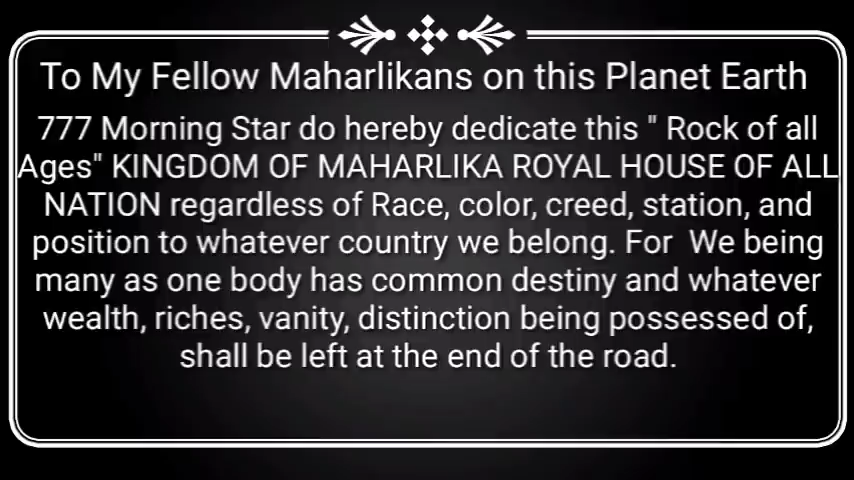 To My Fellow Maharlikans on this Planet Earth
777 Morning Star do hereby dedicate this " Rock of all
Ages" KINGDOM OF MAHARLIKA ROYAL HOUSE OF ALL
NATION regardless of Race, color, creed, station, and
position to whatever country we belong. For  We being
many as one body has common destiny and whatever
wealth, riches, vanity, distinction being possessed of,
shall be left at the end of the road.